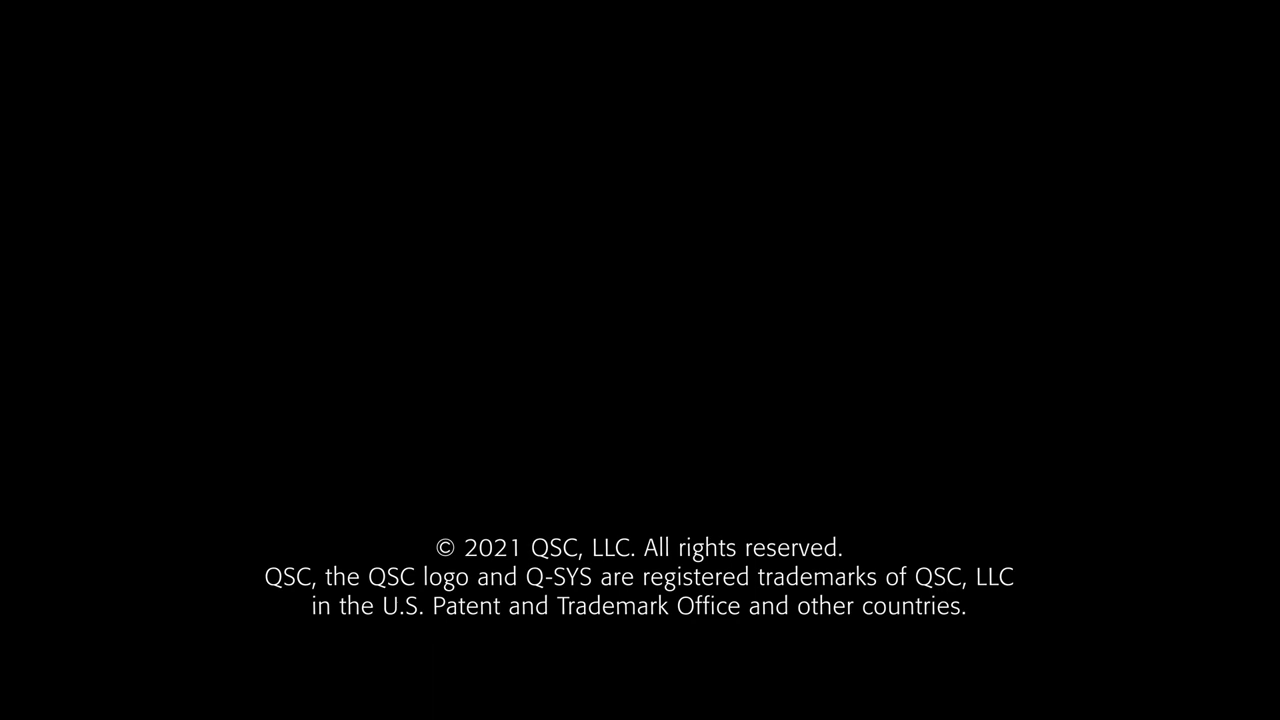 © 2021 QSC, LLC. All rights reserved.
QSC, the QSC logo and Q-SYS are registered trademarks of QSC, LLC
in the U.S. Patent and Trademark Office and other countries.